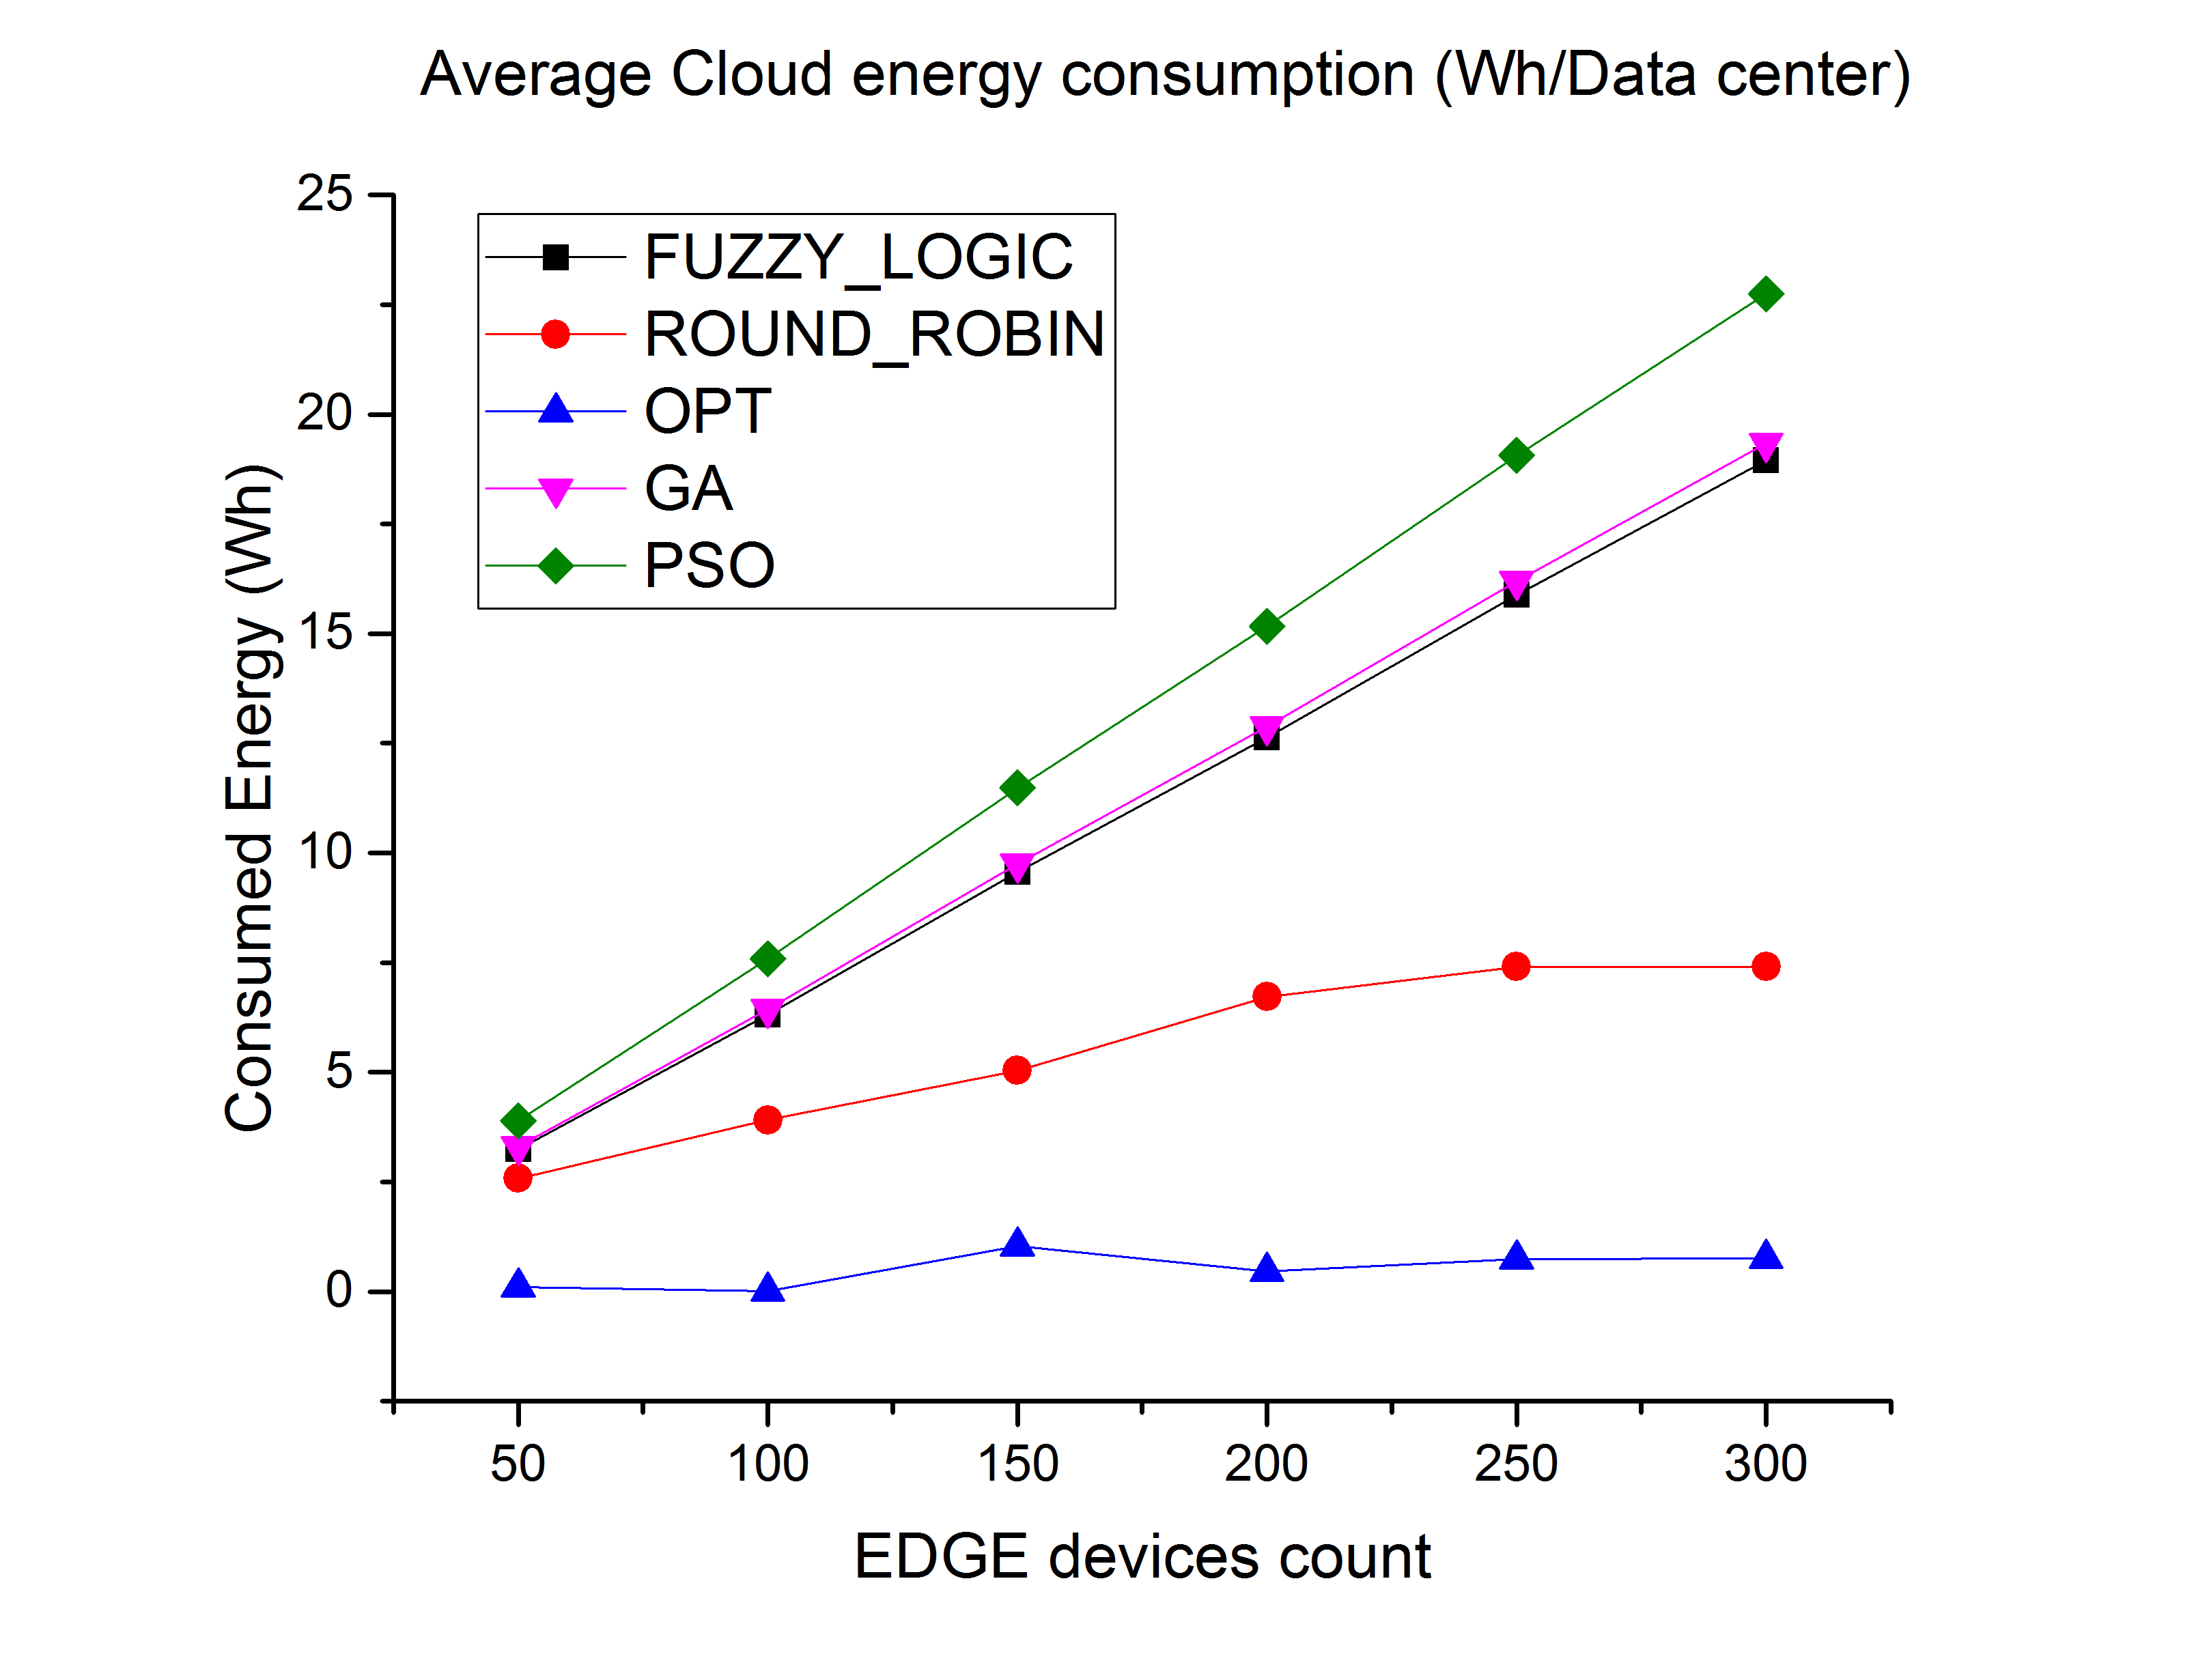 Average Cloud energy consumption (Wh/Data center)
25
20
15
10
5
0
Consumed Energy (Wh)
FUZZY_LOGIC
ROUND_ROBIN
OPT
GA
PSO
50 100 150 200 250 300
EDGE devices count